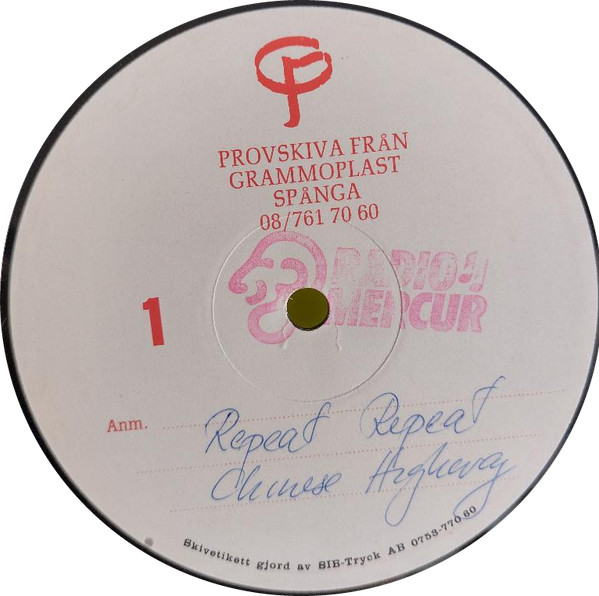 PROVSKIVA FRÅN
GRAMMOPLAST
SPÅNGA
08/761 70 60
RADIO
MERCUR
1
Anm.
Repeat Repeat
Chinese Highway
Skivetikett gjord av SIB-Tryck AB 0753-770 60